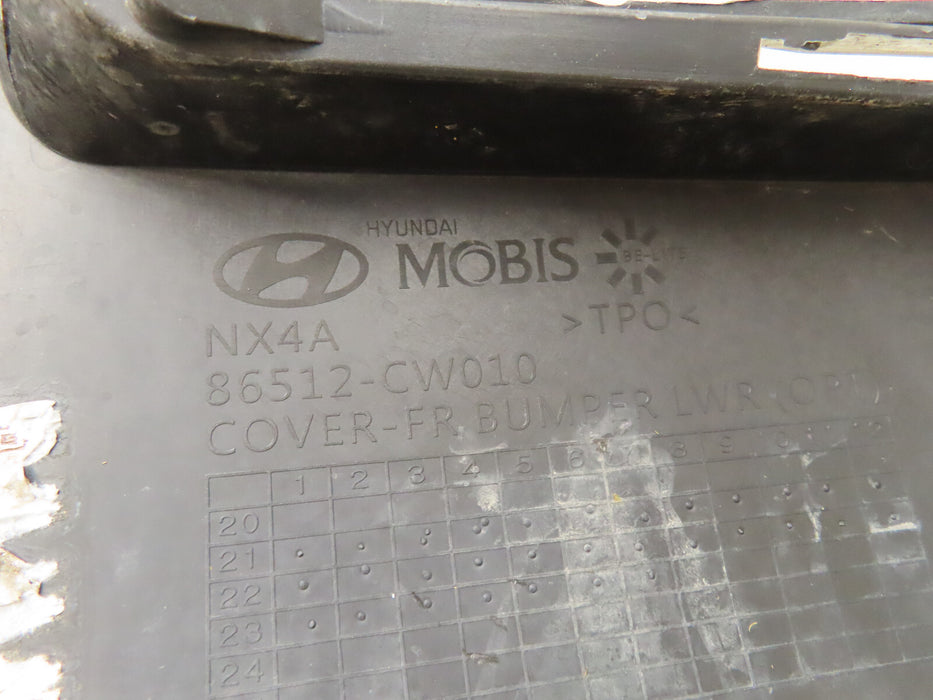 HYUNDAI
MOBIS
BE-LITE
>TPO<
NX4A
86512-CW010
COVER-FR BUMPER LWR (OPT)
1 2 3 4 5 6 7 8 9
20
21
22
23
24